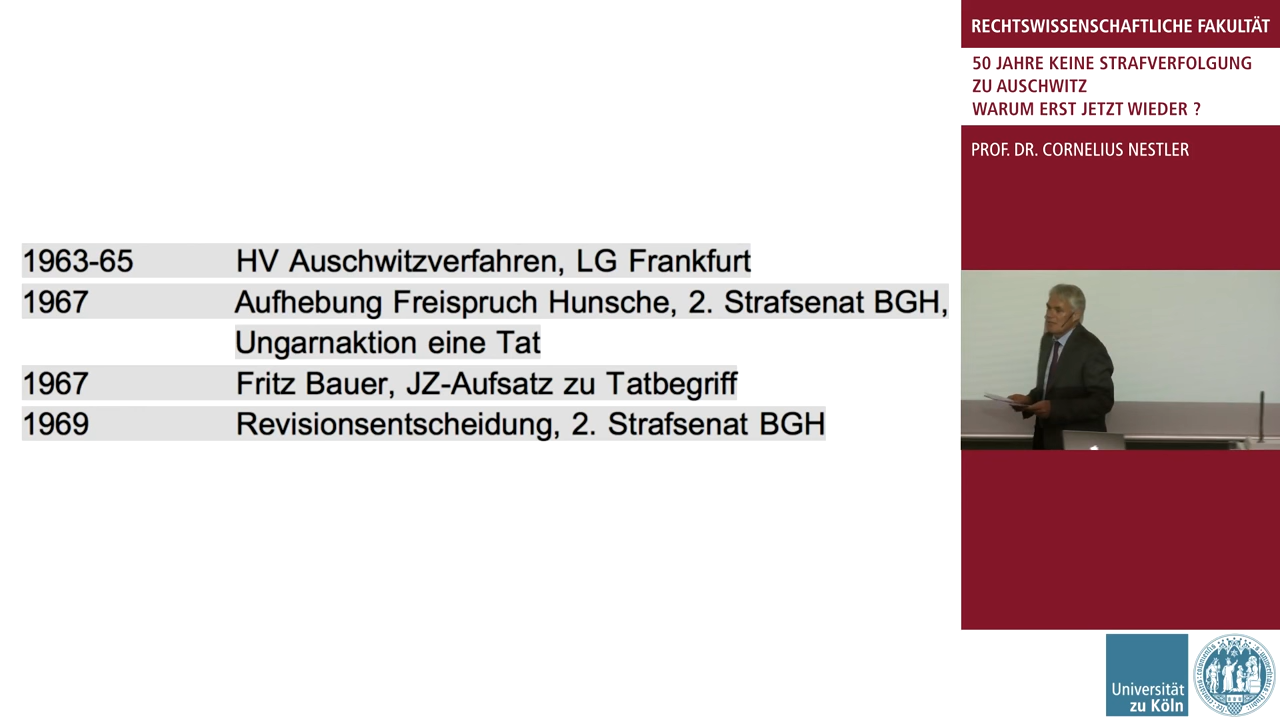 1963-65 HV Auschwitzverfahren, LG Frankfurt
1967 Aufhebung Freispruch Hunsche, 2. Strafsenat BGH,
Ungarnaktion eine Tat
1967 Fritz Bauer, JZ-Aufsatz zu Tatbegriff
1969 Revisionsentscheidung, 2. Strafsenat BGH
RECHTSWISSENSCHAFTLICHE FAKULTÄT
50 JAHRE KEINE STRAFVERFOLGUNG
ZU AUSCHWITZ
WARUM ERST JETZT WIEDER ?
PROF. DR. CORNELIUS NESTLER
Universität
zu Köln